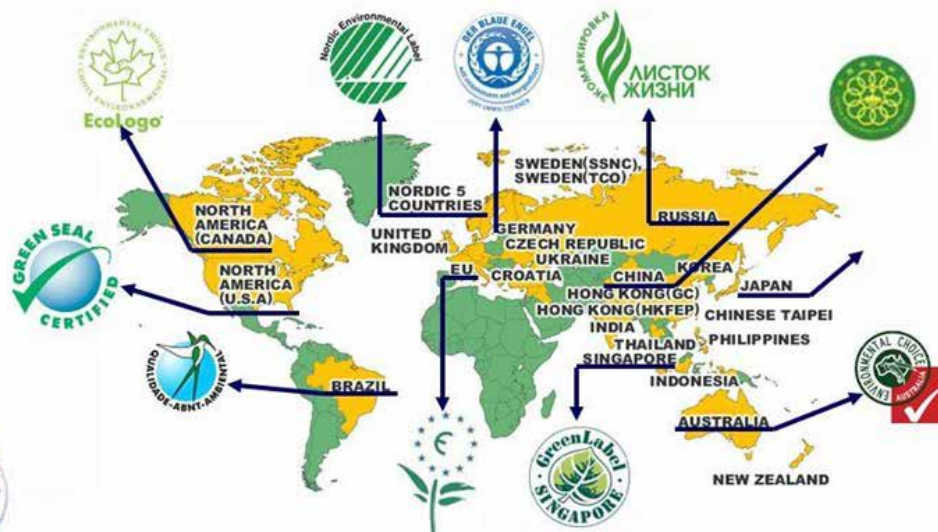 ENVIRONMENTAL CHOICE
EcoLogo
Nordic Environmental Label
DER BLAUE ENGEL
ЭКОМАРКИРОВКА
ЛИСТОК
ЖИЗНИ
SWEDEN(SSNC),
SWEDEN(TCO)
NORDIC 5
COUNTRIES
NORTH
AMERICA
(CANADA)
RUSSIA
UNITED
KINGDOM
GERMANY
CZECH REPUBLIC
UKRAINE
GREEN SEAL
CERTIFIED
NORTH
AMERICA
(U.S.A)
EU
CROATIA
CHINA
KOREA
JAPAN
HONG KONG(GC)
HONG KONG(HKFEP)
CHINESE TAIPEI
INDIA
THAILAND
PHILIPPINES
SINGAPORE
INDONESIA
QUALIDADE-ABNT-AMBIENTAL
BRAZIL
ENVIRONMENTAL CHOICE
AUSTRALIA
AUSTRALIA
€
GreenLabel
SINGAPORE
NEW ZEALAND